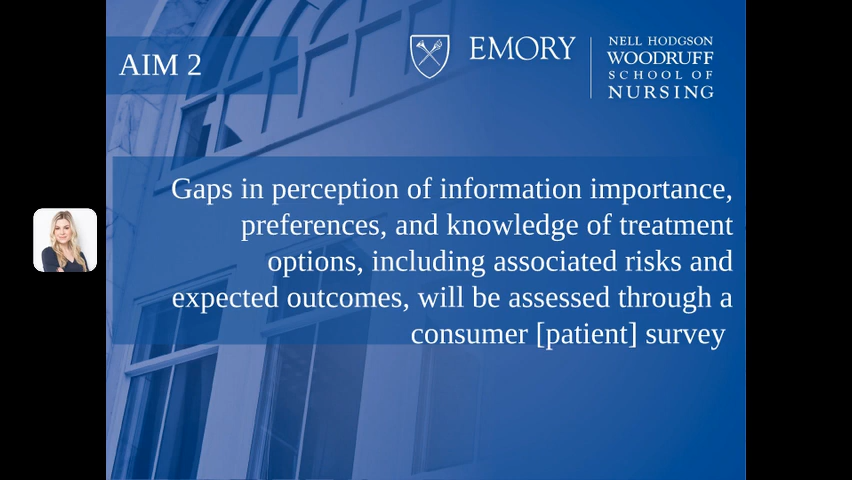 AIM 2
EMORY
NELL HODGSON
WOODRUFF
SCHOOL OF
NURSING
Gaps in perception of information importance,
preferences, and knowledge of treatment
options, including associated risks and
expected outcomes, will be assessed through a
consumer [patient] survey